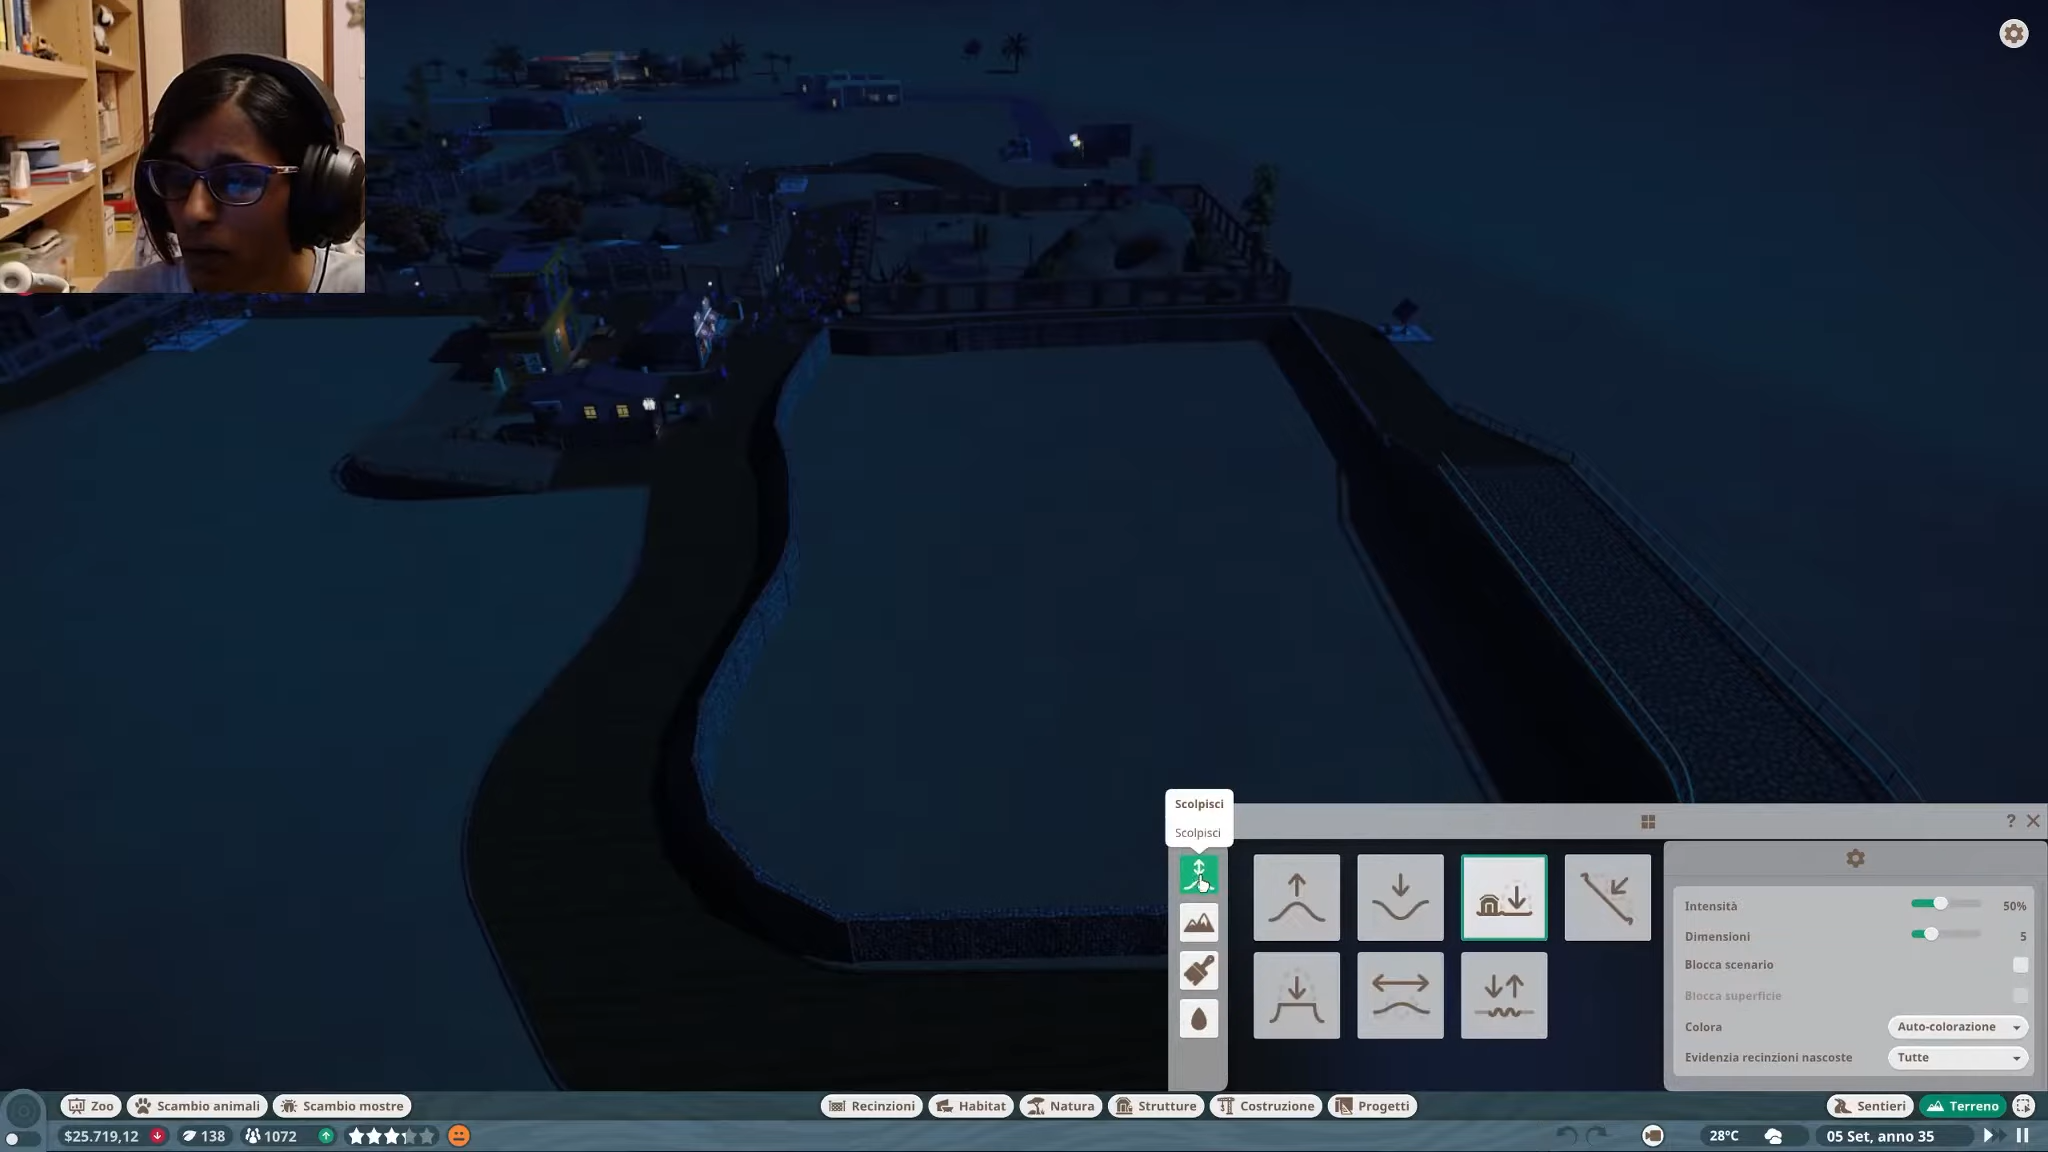 Scolpisci
Scolpisci
?
Intensità 50%
Dimensioni 5
Blocca scenario
Blocca superficie
Colora Auto-colorazione
Evidenzia recinzioni nascoste Tutte
Zoo Scambio animali Scambio mostre Recinzioni Habitat Natura Strutture Costruzione Progetti Sentieri Terreno
$25.719,12 138 1072 28°C 05 Set, anno 35